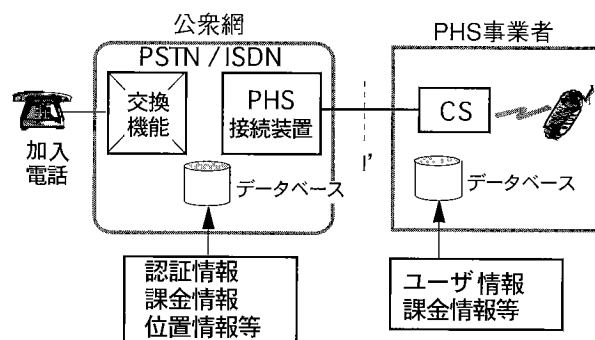 公衆網
PSTN / ISDN
交換
機能
PHS
接続装置
加入
電話
データベース
認証情報
課金情報
位置情報等
I'
PHS事業者
CS
データベース
ユーザ情報
課金情報等